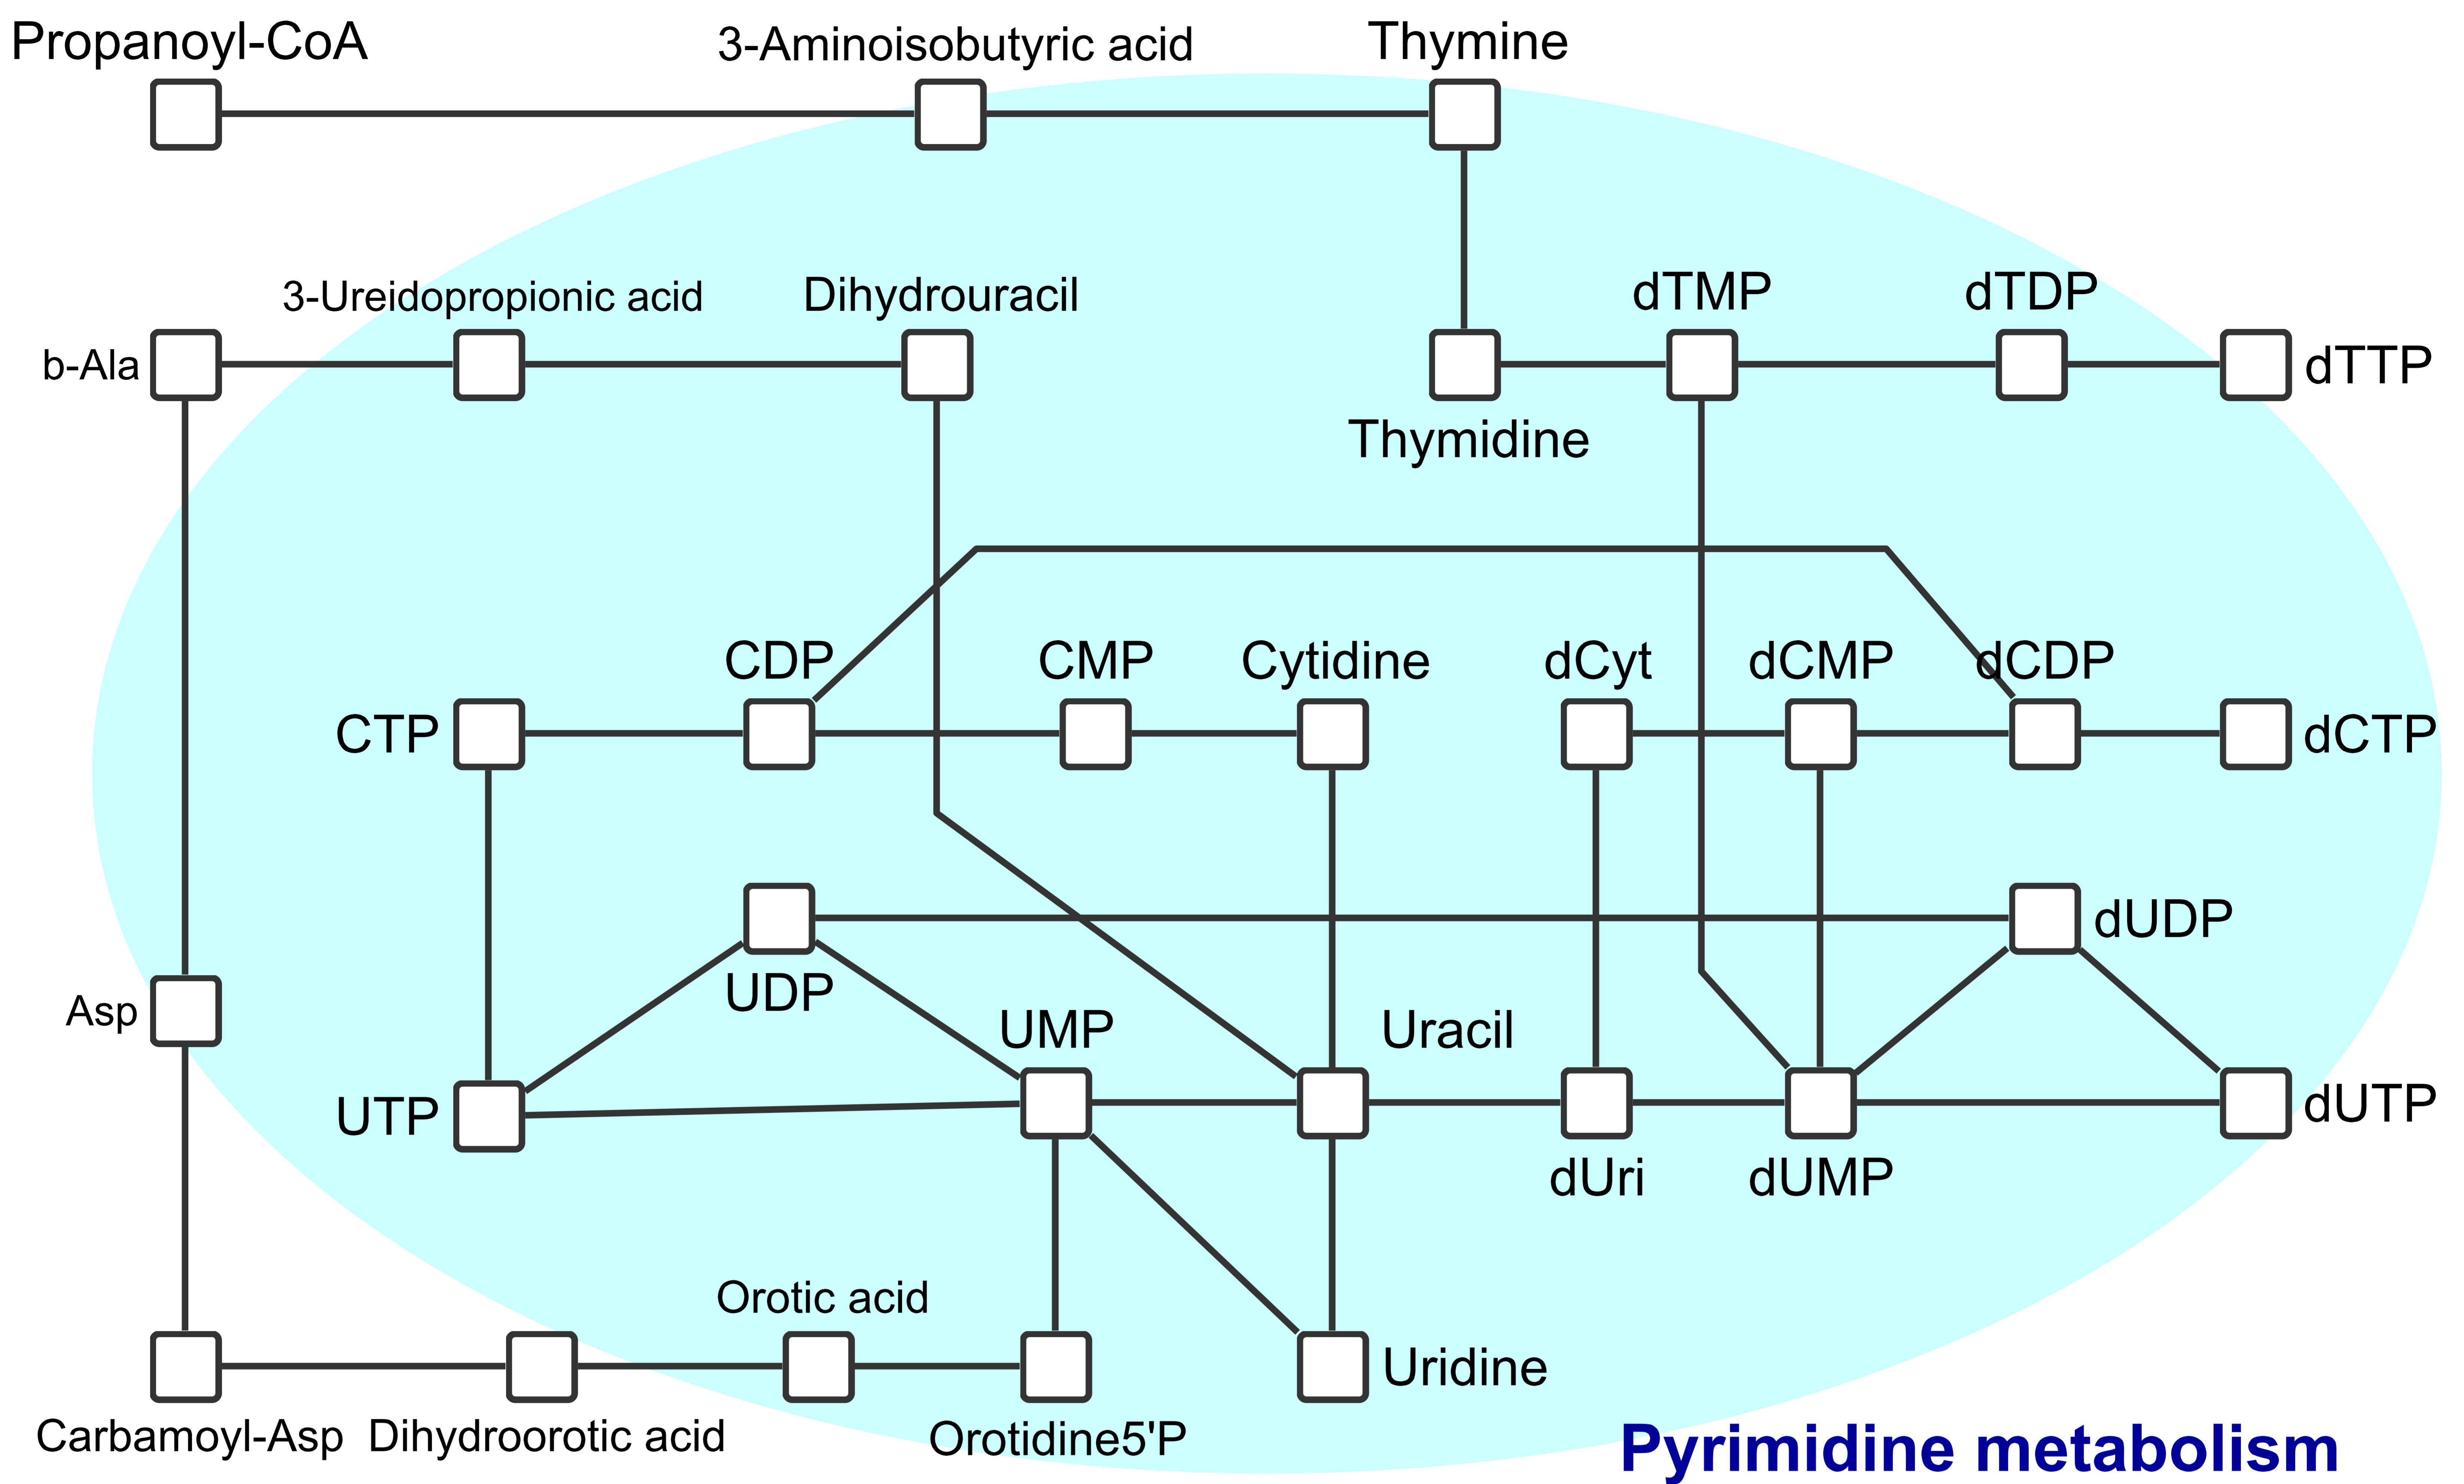 Propanoyl-CoA
3-Aminoisobutyric acid
Thymine
3-Ureidopropionic acid
Dihydrouracil
dTMP
dTDP
b-Ala
dTTP
Thymidine
CDP
CMP
Cytidine
dCyt
dCMP
dCDP
CTP
dCTP
dUDP
UDP
Asp
UMP
Uracil
UTP
dUTP
dUri
dUMP
Orotic acid
Uridine
Carbamoyl-Asp
Dihydroorotic acid
Orotidine5'P
Pyrimidine metabolism